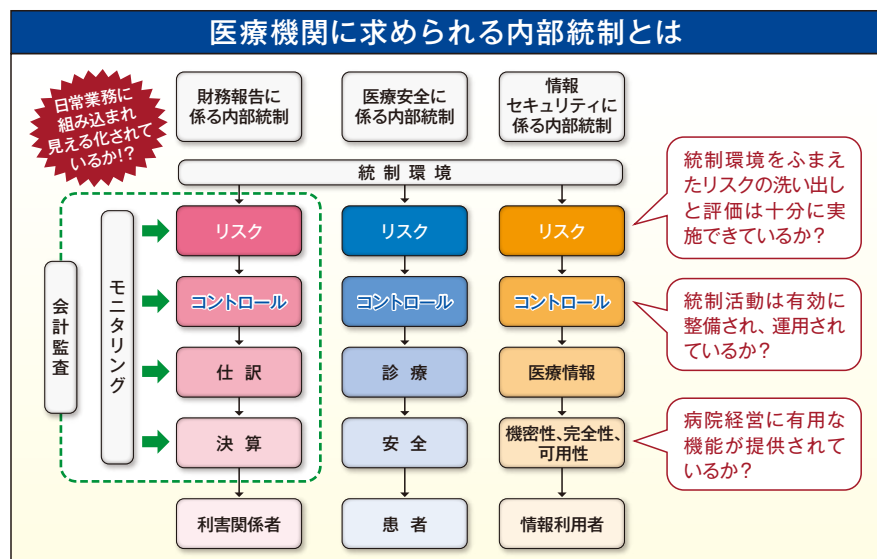 医療機関に求められる内部統制とは
日常業務に
組み込まれ
見える化されて
いるか!?
財務報告に
係る内部統制
医療安全に
係る内部統制
情報
セキュリティに
係る内部統制
統制環境
会計監査
モニタリング
リスク
リスク
リスク
コントロール
コントロール
コントロール
仕訳
診療
医療情報
決算
安全
機密性、完全性、
可用性
利害関係者
患者
情報利用者
統制環境をふまえ
たリスクの洗い出し
と評価は十分に実
施できているか?
統制活動は有効に
整備され、運用され
ているか?
病院経営に有用な
機能が提供されて
いるか?